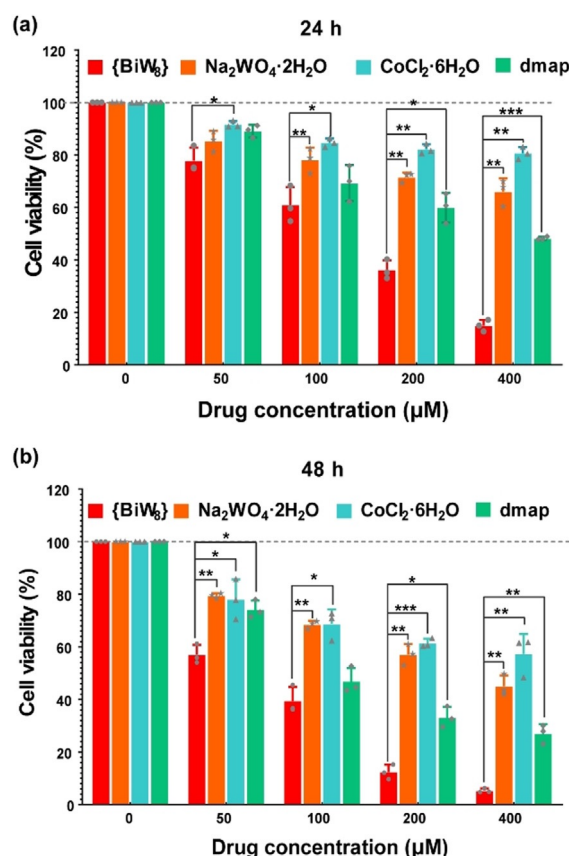 (a)
24 h
{BiW₈} Na₂WO₄·2H₂O CoCl₂·6H₂O dmap
Cell viability (%)
120
100
80
60
40
20
0
* * * ***
** ** **
** **
0 50 100 200 400
Drug concentration (μM)
(b)
48 h
{BiW₈} Na₂WO₄·2H₂O CoCl₂·6H₂O dmap
Cell viability (%)
120
100
80
60
40
20
0
* * * **
* *** **
** ** ** **
0 50 100 200 400
Drug concentration (μM)